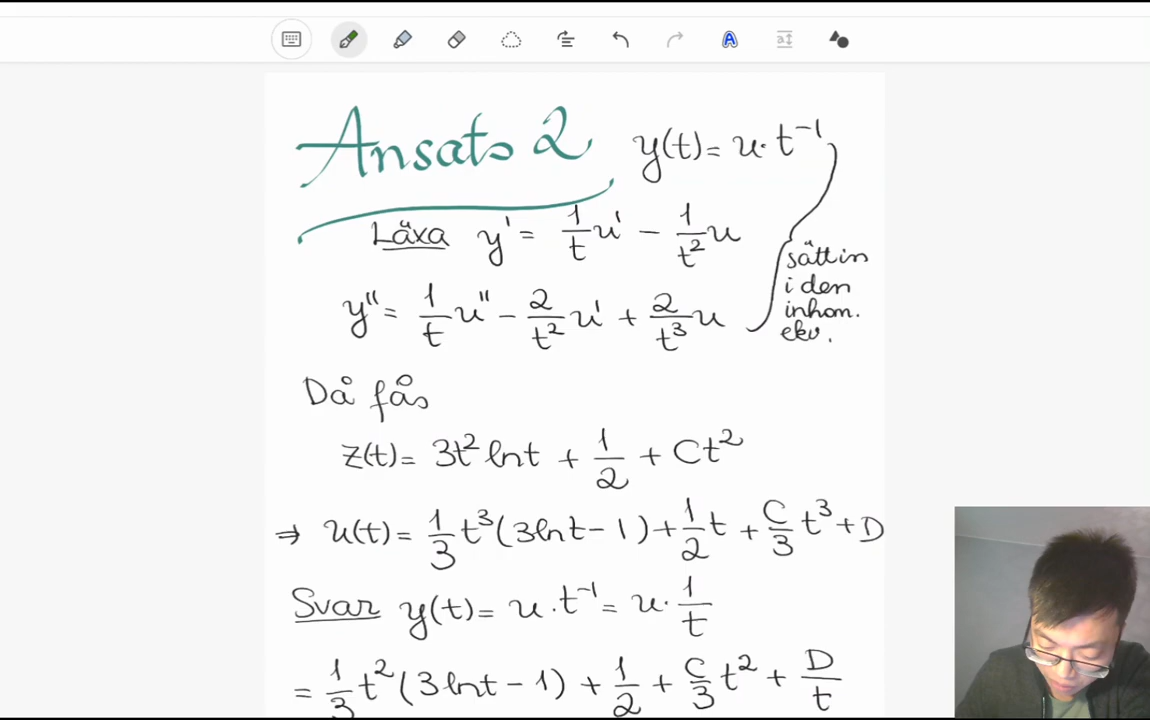 Ansats 2 y(t) = u · t⁻¹
Läxa y' = 1/t u' − 1/t² u
sätt in
i den
inhom.
ekv.
y'' = 1/t u'' − 2/t² u' + 2/t³ u
Då fås
z(t) = 3t² ln t + 1/2 + Ct²
⇒ u(t) = 1/3 t³ (3 ln t − 1) + 1/2 t + C/3 t³ + D
Svar y(t) = u · t⁻¹ = u · 1/t
= 1/3 t² (3 ln t − 1) + 1/2 + C/3 t² + D/t